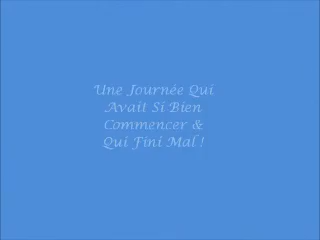 Une Journée Qui
Avait Si Bien
Commencer &
Qui Fini Mal !